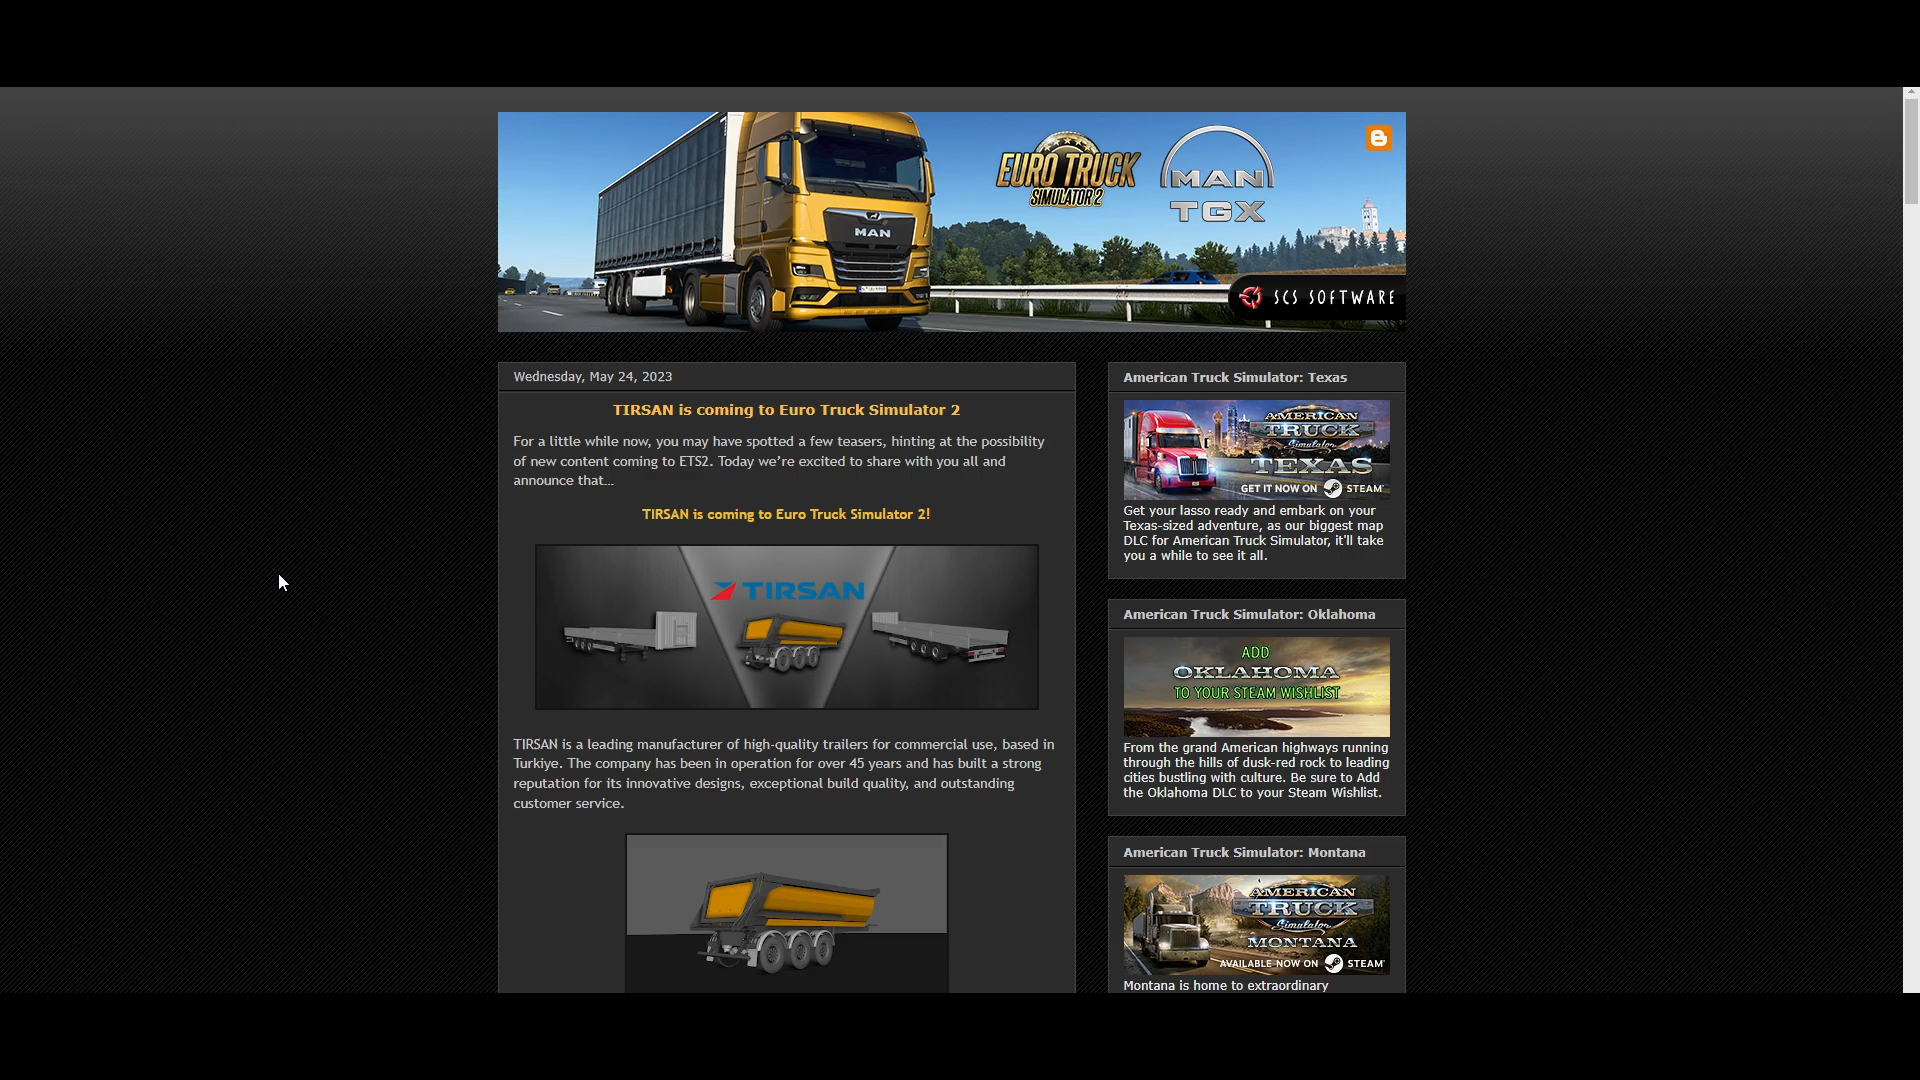 EURO TRUCK
SIMULATOR 2
MAN
TGX
MAN
SCS SOFTWARE
Wednesday, May 24, 2023
TIRSAN is coming to Euro Truck Simulator 2
For a little while now, you may have spotted a few teasers, hinting at the possibility
of new content coming to ETS2. Today we’re excited to share with you all and
announce that...
TIRSAN is coming to Euro Truck Simulator 2!
TIRSAN
TIRSAN is a leading manufacturer of high-quality trailers for commercial use, based in
Turkiye. The company has been in operation for over 45 years and has built a strong
reputation for its innovative designs, exceptional build quality, and outstanding
customer service.
American Truck Simulator: Texas
AMERICAN
TRUCK
Simulator
TEXAS
GET IT NOW ON STEAM
Get your lasso ready and embark on your
Texas-sized adventure, as our biggest map
DLC for American Truck Simulator, it'll take
you a while to see it all.
American Truck Simulator: Oklahoma
ADD
OKLAHOMA
TO YOUR STEAM WISHLIST
From the grand American highways running
through the hills of dusk-red rock to leading
cities bustling with culture. Be sure to Add
the Oklahoma DLC to your Steam Wishlist.
American Truck Simulator: Montana
AMERICAN
TRUCK
Simulator
MONTANA
AVAILABLE NOW ON STEAM
Montana is home to extraordinary